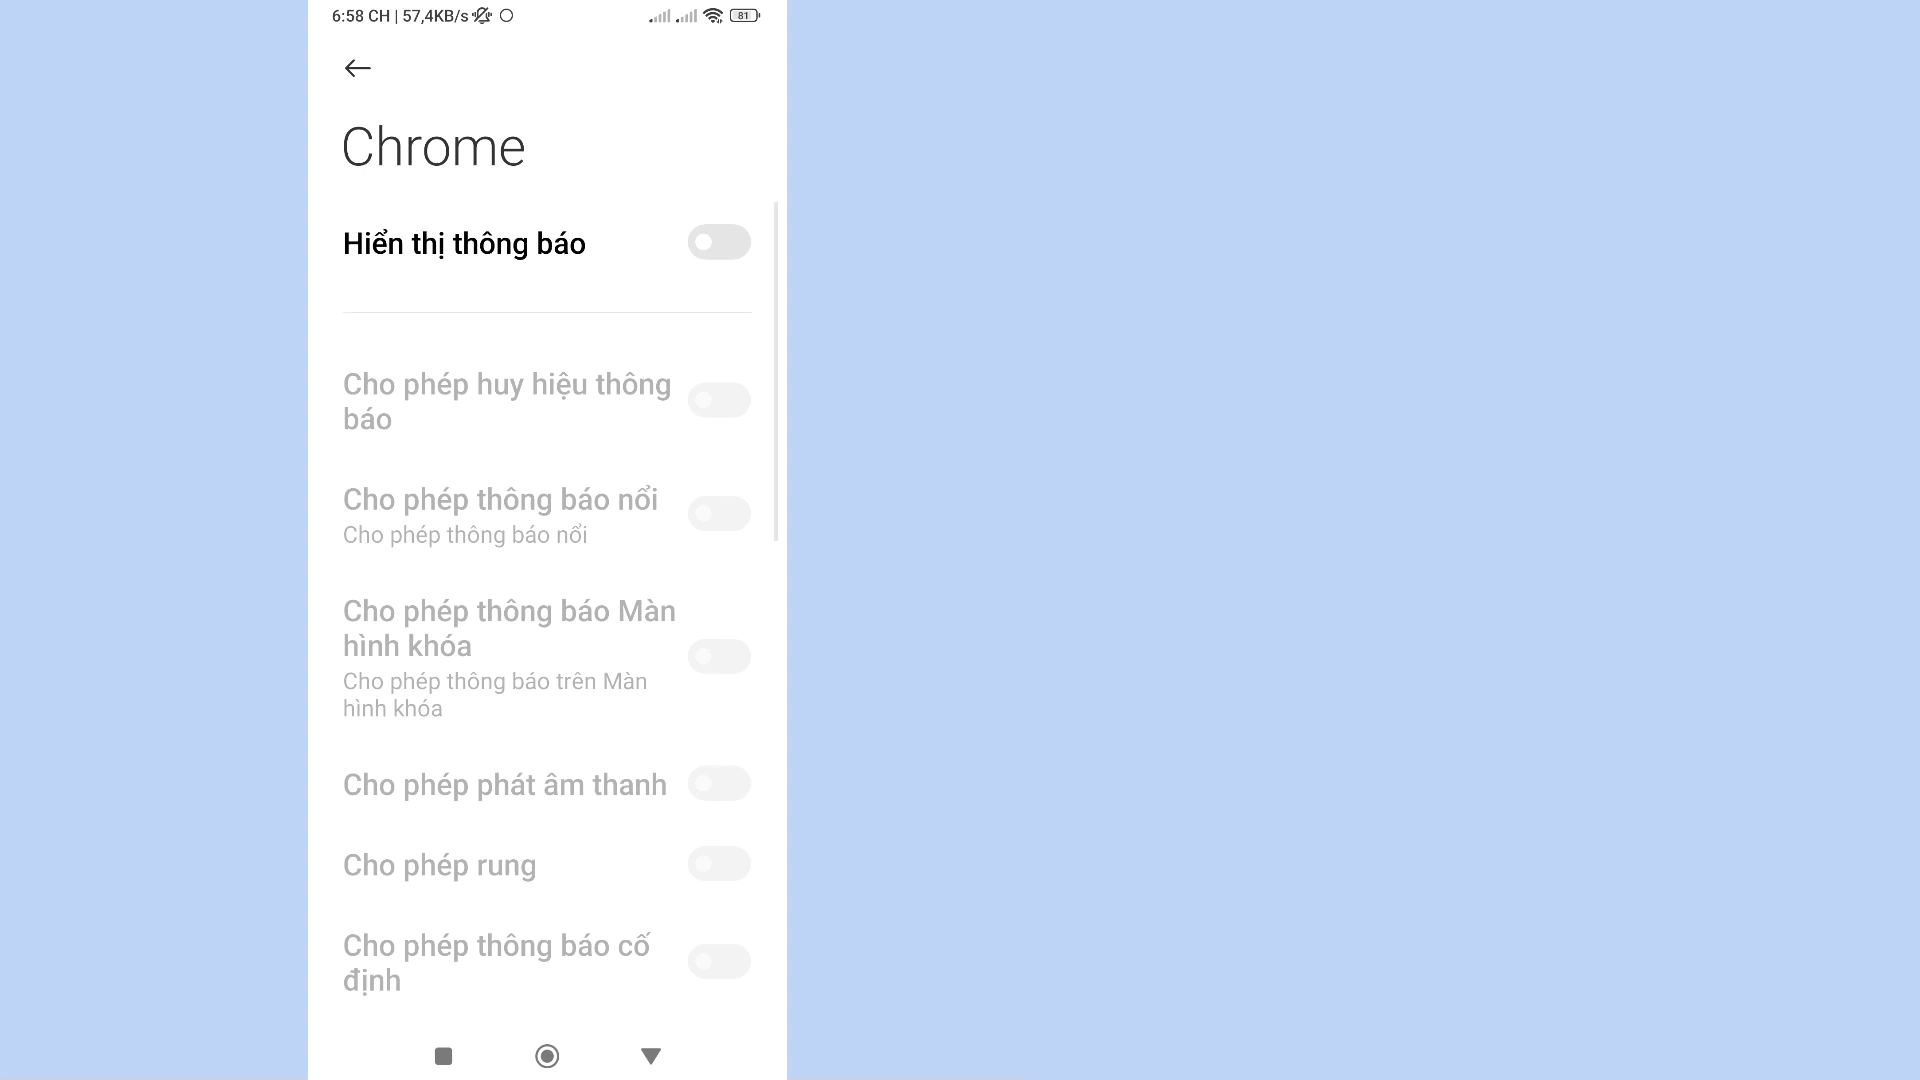 6:58 CH | 57,4KB/s
81
Chrome
Hiển thị thông báo
Cho phép huy hiệu thông
báo
Cho phép thông báo nổi
Cho phép thông báo nổi
Cho phép thông báo Màn
hình khóa
Cho phép thông báo trên Màn
hình khóa
Cho phép phát âm thanh
Cho phép rung
Cho phép thông báo cố
định